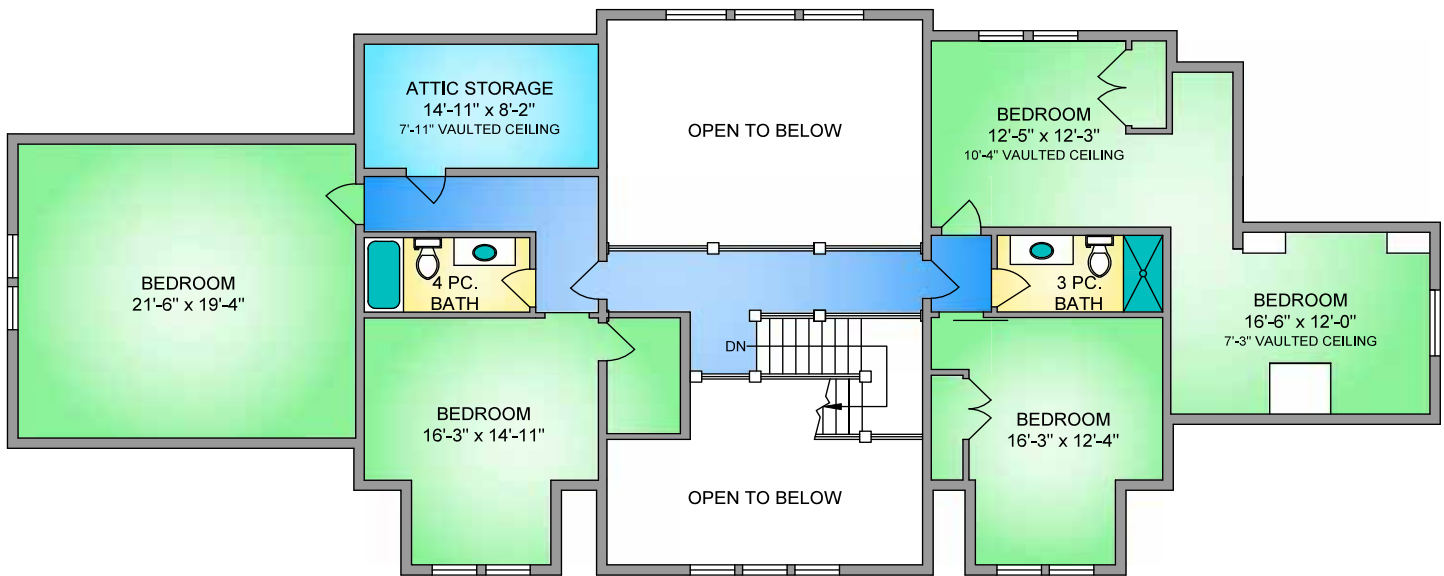 ATTIC STORAGE
14'-11" x 8'-2"
7'-11" VAULTED CEILING
OPEN TO BELOW
BEDROOM
12'-5" x 12'-3"
10'-4" VAULTED CEILING
BEDROOM
21'-6" x 19'-4"
4 PC.
BATH
3 PC.
BATH
BEDROOM
16'-6" x 12'-0"
7'-3" VAULTED CEILING
DN
BEDROOM
16'-3" x 14'-11"
BEDROOM
16'-3" x 12'-4"
OPEN TO BELOW